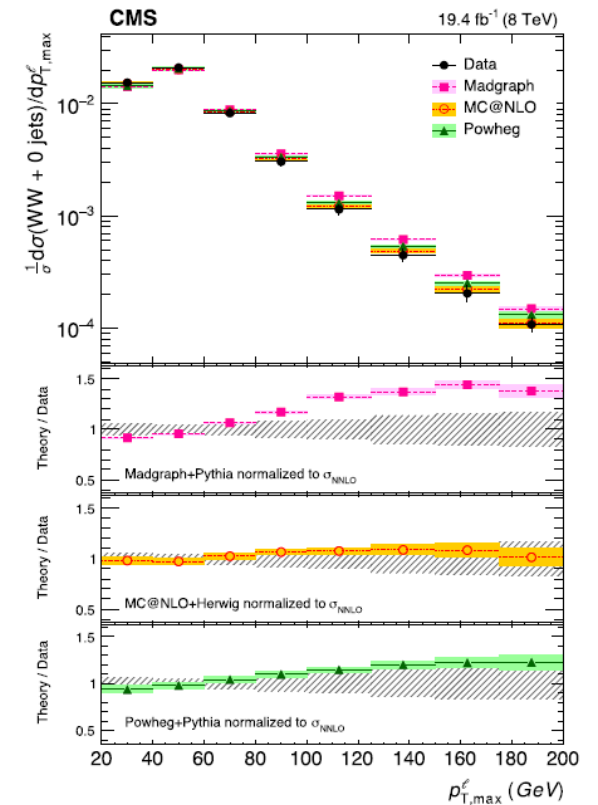 CMS 19.4 fb⁻¹ (8 TeV)
Data
Madgraph
MC@NLO
Powheg
1/σ dσ(WW + 0 jets)/dp^ℓ_T,max
10⁻²
10⁻³
10⁻⁴
Theory / Data
1.5
1
0.5
Madgraph+Pythia normalized to σ_NNLO
Theory / Data
1.5
1
0.5
MC@NLO+Herwig normalized to σ_NNLO
Theory / Data
1.5
1
0.5
Powheg+Pythia normalized to σ_NNLO
20 40 60 80 100 120 140 160 180 200
p^ℓ_T,max (GeV)